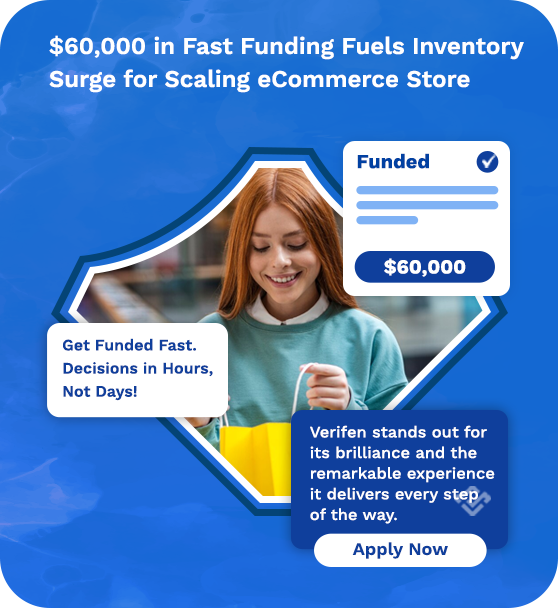 $60,000 in Fast Funding Fuels Inventory
Surge for Scaling eCommerce Store
Funded
$60,000
Get Funded Fast.
Decisions in Hours,
Not Days!
Verifen stands out for
its brilliance and the
remarkable experience
it delivers every step
of the way.
Apply Now